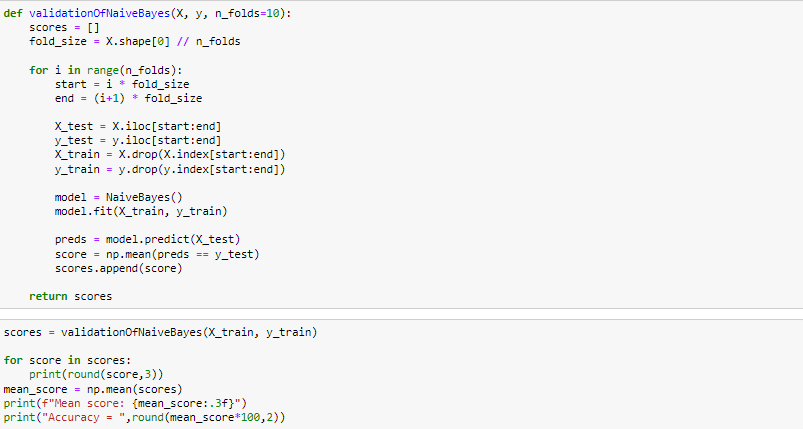 def validationOfNaiveBayes(X, y, n_folds=10):
    scores = []
    fold_size = X.shape[0] // n_folds

    for i in range(n_folds):
        start = i * fold_size
        end = (i+1) * fold_size

        X_test = X.iloc[start:end]
        y_test = y.iloc[start:end]
        X_train = X.drop(X.index[start:end])
        y_train = y.drop(y.index[start:end])

        model = NaiveBayes()
        model.fit(X_train, y_train)

        preds = model.predict(X_test)
        score = np.mean(preds == y_test)
        scores.append(score)

    return scores

scores = validationOfNaiveBayes(X_train, y_train)

for score in scores:
    print(round(score,3))
mean_score = np.mean(scores)
print(f"Mean score: {mean_score:.3f}")
print("Accuracy = ",round(mean_score*100,2))